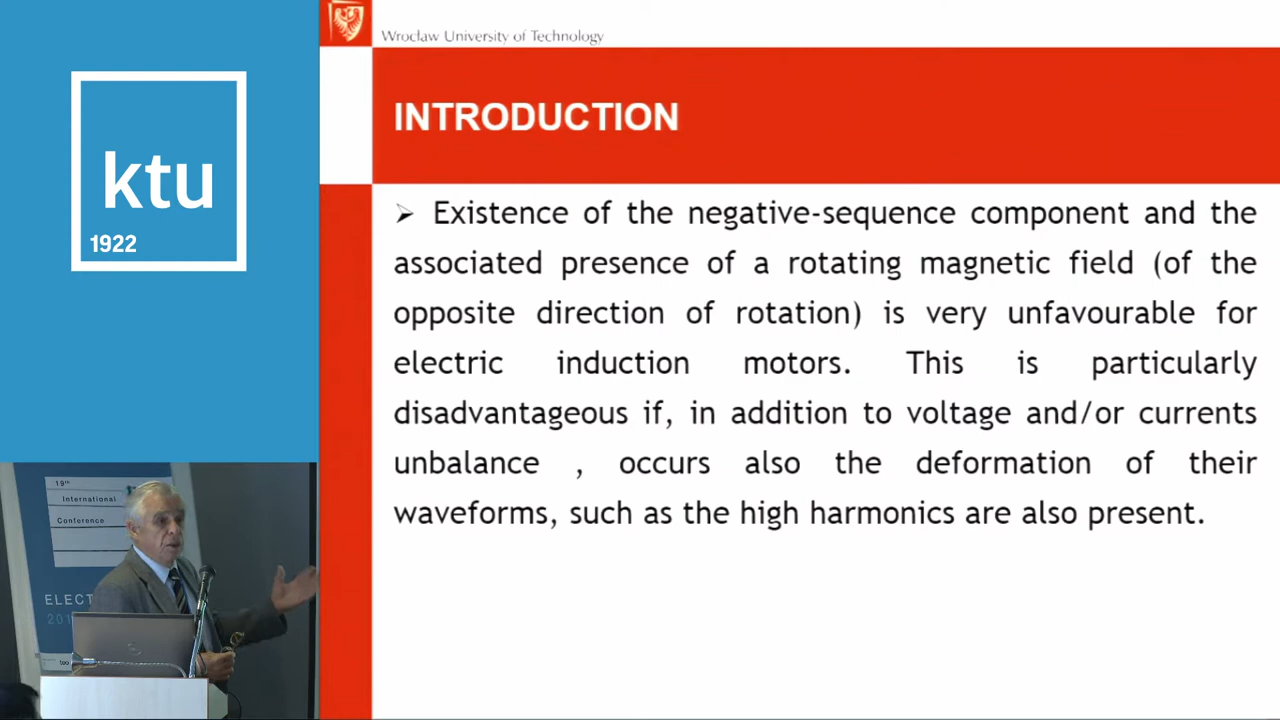 Wrocław University of Technology
ktu
1922
INTRODUCTION
➢ Existence of the negative-sequence component and the
associated presence of a rotating magnetic field (of the
opposite direction of rotation) is very unfavourable for
electric induction motors. This is particularly
disadvantageous if, in addition to voltage and/or currents
unbalance , occurs also the deformation of their
waveforms, such as the high harmonics are also present.
19th
International
Conference
ELECT
201